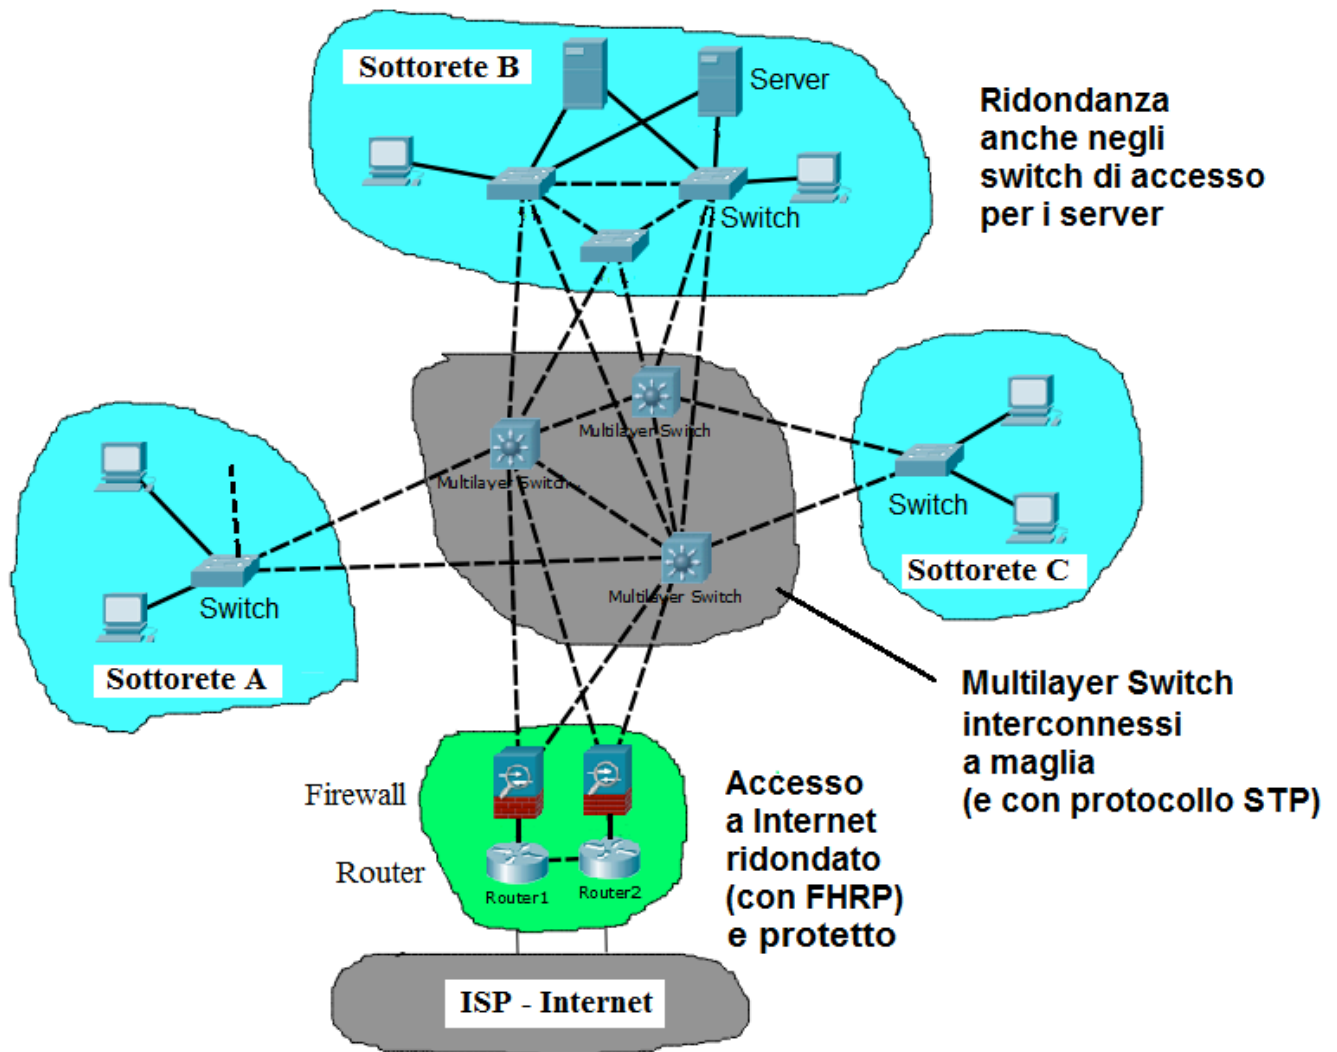 Sottorete B
Server
Switch
Ridondanza
anche negli
switch di accesso
per i server
Multilayer Switch
Multilayer Switch
Multilayer Switch
Switch
Sottorete A
Switch
Sottorete C
Multilayer Switch
interconnessi
a maglia
(e con protocollo STP)
Firewall
Router
Router1
Router2
Accesso
a Internet
ridondato
(con FHRP)
e protetto
ISP - Internet